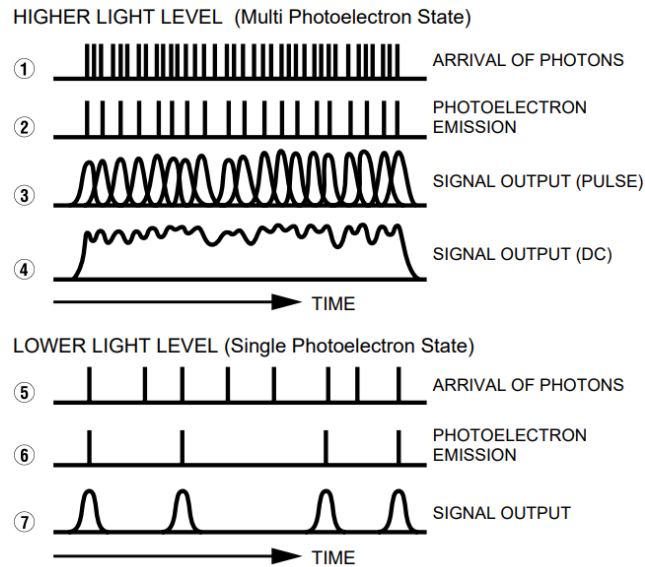 HIGHER LIGHT LEVEL (Multi Photoelectron State)
① ARRIVAL OF PHOTONS
② PHOTOELECTRON
EMISSION
③ SIGNAL OUTPUT (PULSE)
④ SIGNAL OUTPUT (DC)
TIME
LOWER LIGHT LEVEL (Single Photoelectron State)
⑤ ARRIVAL OF PHOTONS
⑥ PHOTOELECTRON
EMISSION
⑦ SIGNAL OUTPUT
TIME